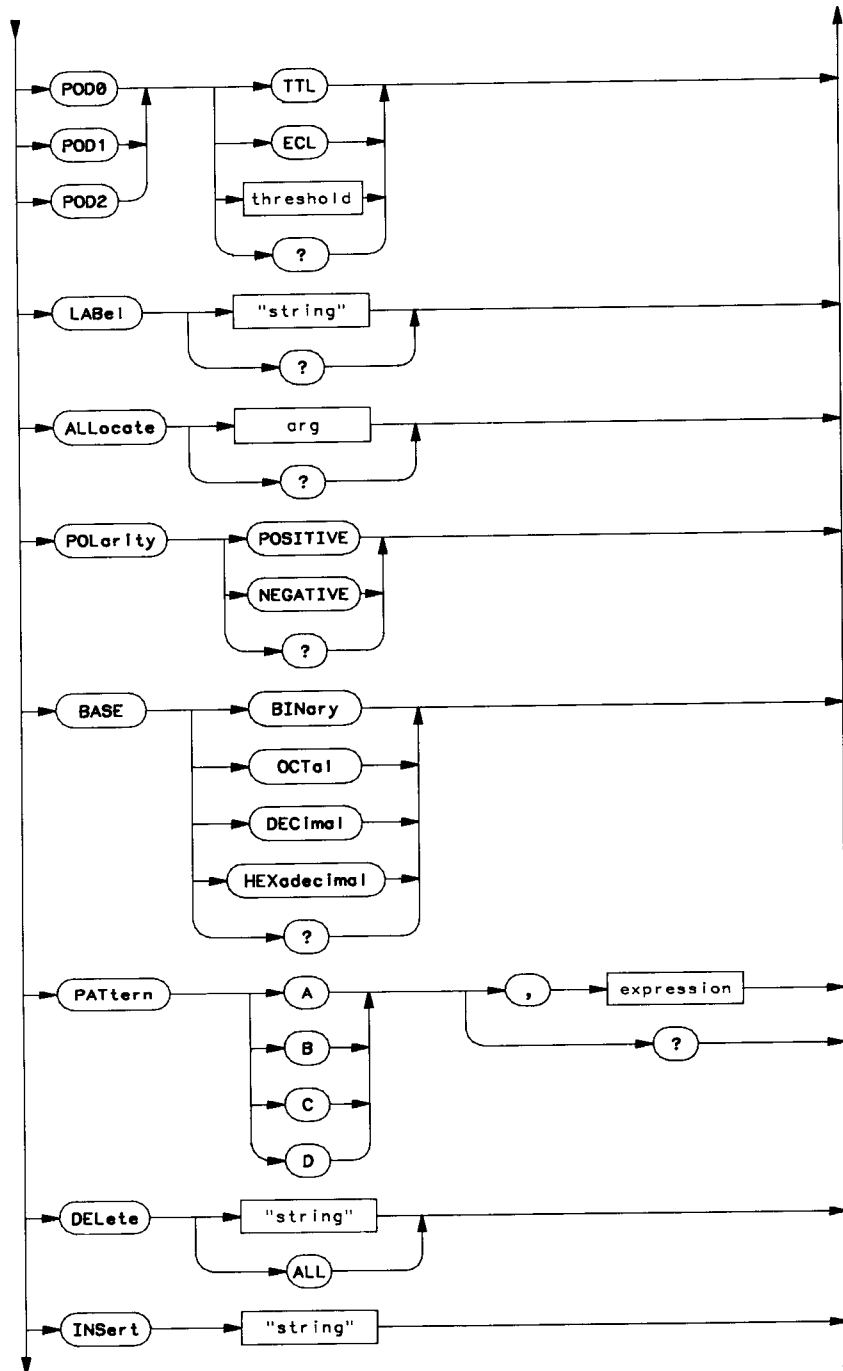 POD0
TTL
POD1
ECL
POD2
threshold
?
LABel
"string"
?
ALLocate
arg
?
POLarity
POSITIVE
NEGATIVE
?
BASE
BINary
OCTal
DECimal
HEXadecimal
?
PATtern
A
,
expression
B
?
C
D
DELete
"string"
ALL
INSert
"string"